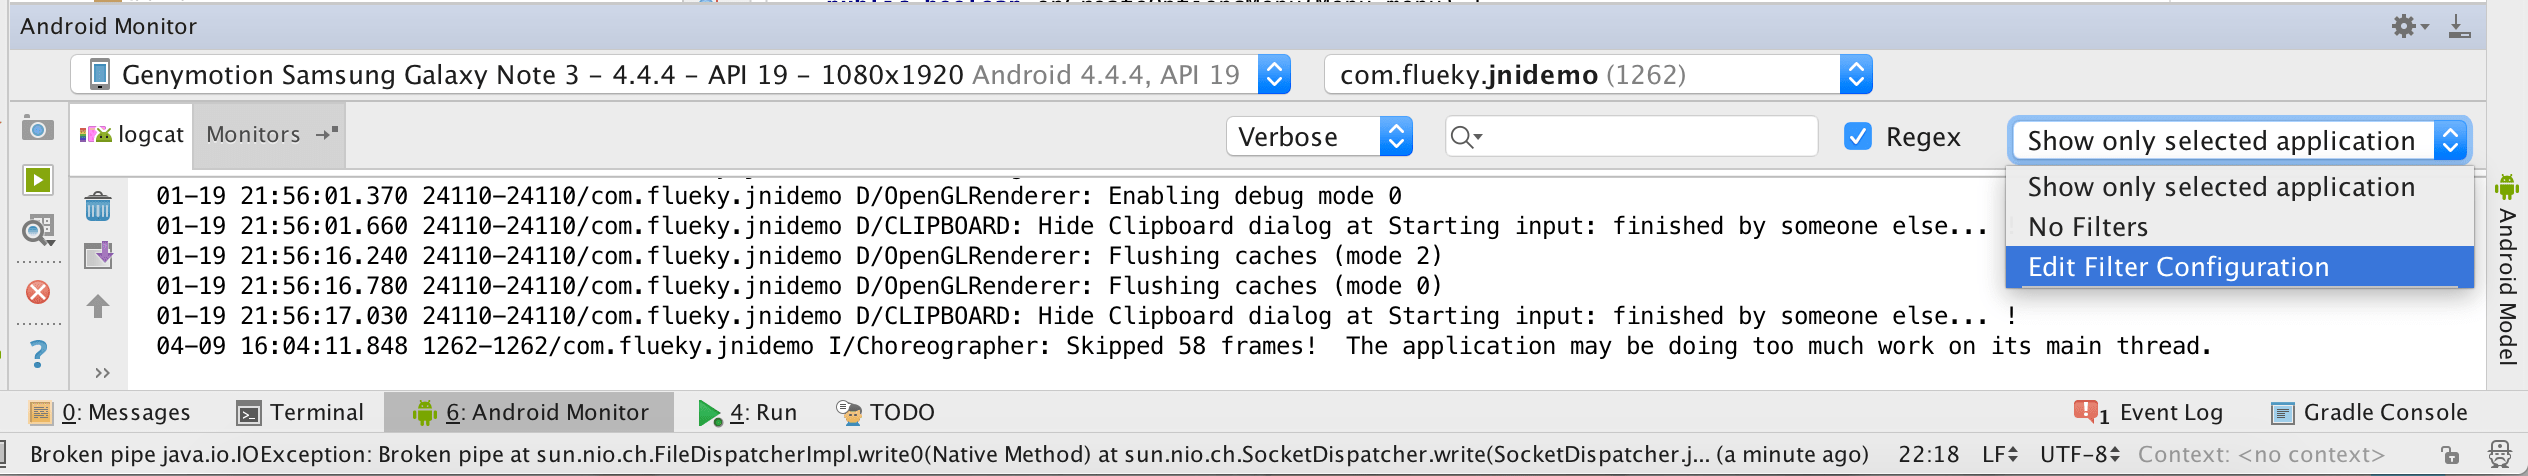 Android Monitor
Genymotion Samsung Galaxy Note 3 – 4.4.4 – API 19 – 1080x1920 Android 4.4.4, API 19
com.flueky.jnidemo (1262)
logcat
Monitors
Verbose
Regex
Show only selected application
Show only selected application
No Filters
Edit Filter Configuration
01-19 21:56:01.370 24110-24110/com.flueky.jnidemo D/OpenGLRenderer: Enabling debug mode 0
01-19 21:56:01.660 24110-24110/com.flueky.jnidemo D/CLIPBOARD: Hide Clipboard dialog at Starting input: finished by someone else...
01-19 21:56:16.240 24110-24110/com.flueky.jnidemo D/OpenGLRenderer: Flushing caches (mode 2)
01-19 21:56:16.780 24110-24110/com.flueky.jnidemo D/OpenGLRenderer: Flushing caches (mode 0)
01-19 21:56:17.030 24110-24110/com.flueky.jnidemo D/CLIPBOARD: Hide Clipboard dialog at Starting input: finished by someone else... !
04-09 16:04:11.848 1262-1262/com.flueky.jnidemo I/Choreographer: Skipped 58 frames!  The application may be doing too much work on its main thread.
Android Model
0: Messages
Terminal
6: Android Monitor
4: Run
TODO
1 Event Log
Gradle Console
Broken pipe java.io.IOException: Broken pipe at sun.nio.ch.FileDispatcherImpl.write0(Native Method) at sun.nio.ch.SocketDispatcher.write(SocketDispatcher.j... (a minute ago)
22:18
LF
UTF-8
Context: <no context>